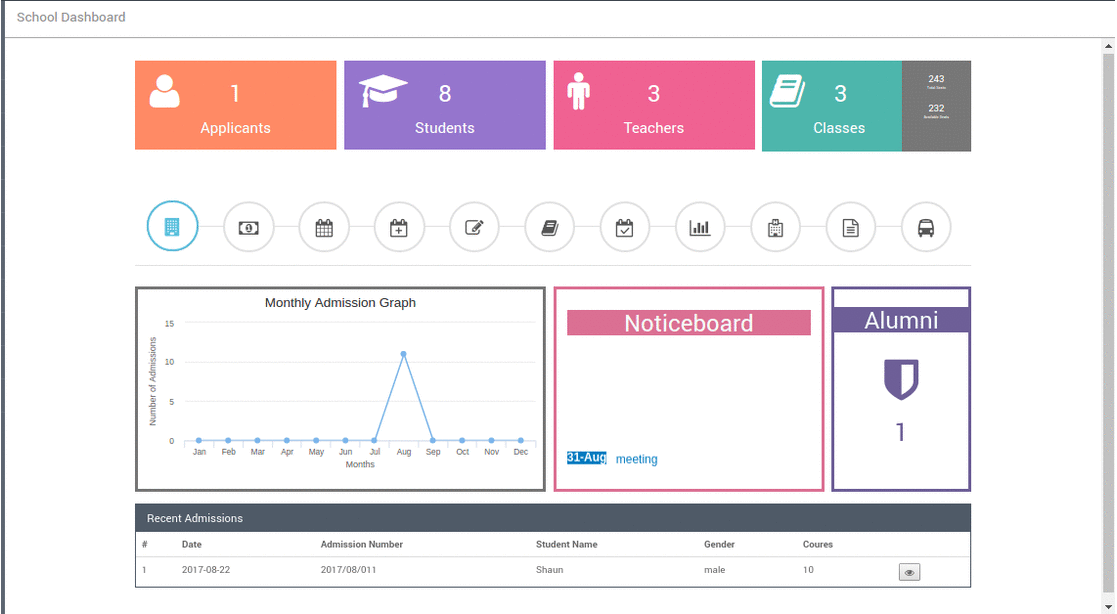 School Dashboard
1
Applicants
8
Students
3
Teachers
3
Classes
243
Total Seats
232
Available Seats
Monthly Admission Graph
Number of Admissions
15
10
5
0
Jan Feb Mar Apr May Jun Jul Aug Sep Oct Nov Dec
Months
Noticeboard
31-Aug meeting
Alumni
1
Recent Admissions
# Date Admission Number Student Name Gender Coures
1 2017-08-22 2017/08/011 Shaun male 10